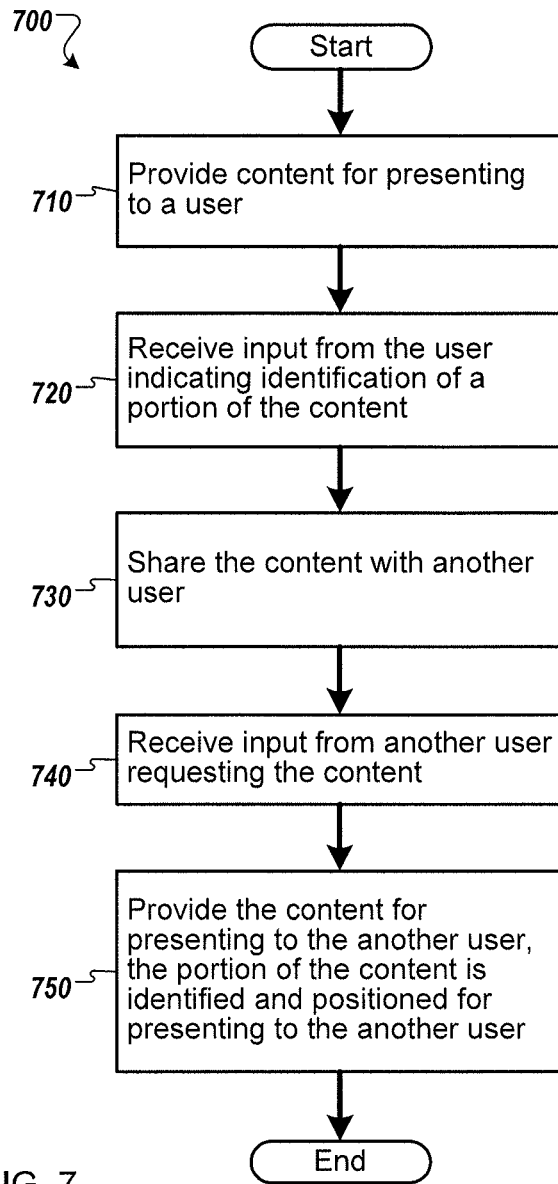 700
Start
710
Provide content for presenting
to a user
720
Receive input from the user
indicating identification of a
portion of the content
730
Share the content with another
user
740
Receive input from another user
requesting the content
750
Provide the content for
presenting to the another user,
the portion of the content is
identified and positioned for
presenting to the another user
End
IG. 7